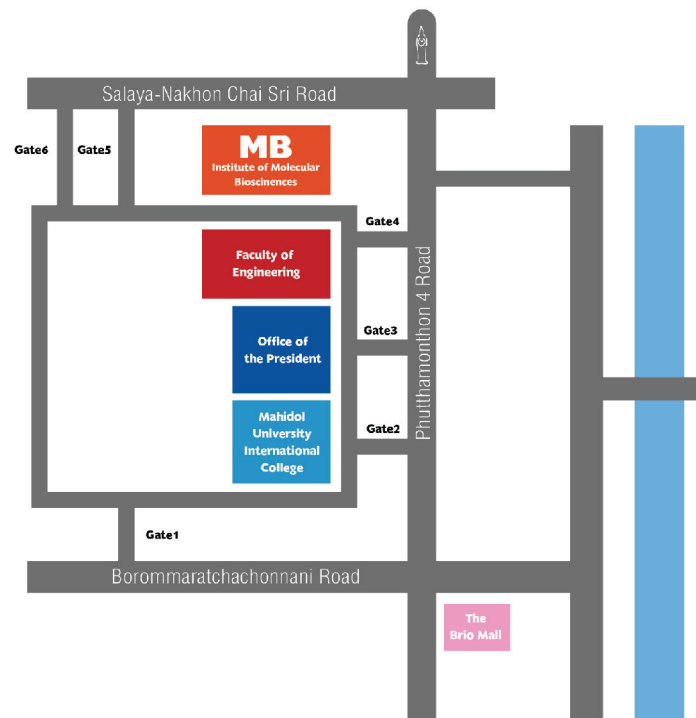 Salaya-Nakhon Chai Sri Road
Gate6
Gate5
MB
Institute of Molecular
Bioscinences
Gate4
Faculty of
Engineering
Phutthamonthon 4 Road
Gate3
Office of
the President
Gate2
Mahidol
University
International
College
Gate1
Borommaratchachonnani Road
The
Brio Mall